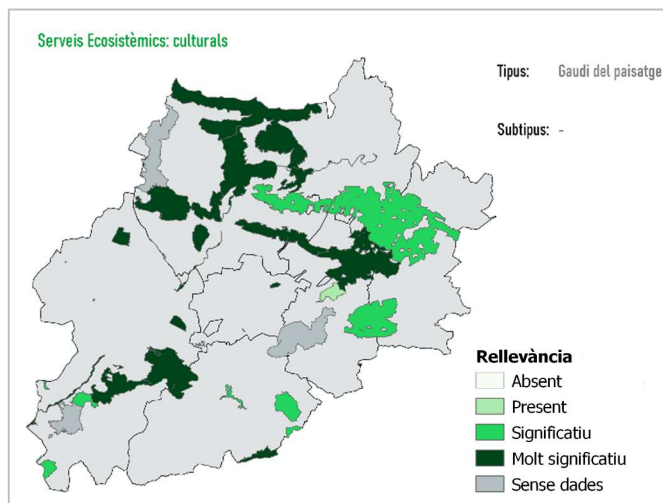 Serveis Ecosistèmics: culturals
Tipus: Gaudi del paisatge
Subtipus: -
Rellevància
Absent
Present
Significatiu
Molt significatiu
Sense dades